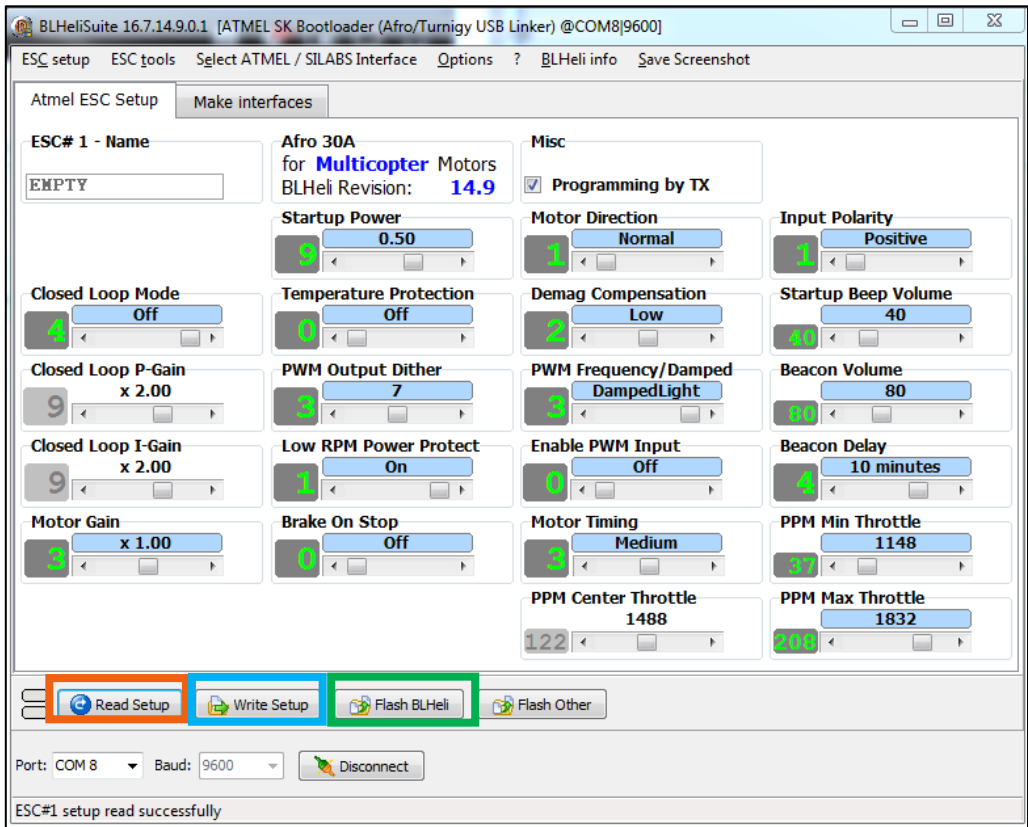 BLHeliSuite 16.7.14.9.0.1 [ATMEL SK Bootloader (Afro/Turnigy USB Linker) @COM8|9600]
ESC setup ESC tools Select ATMEL / SILABS Interface Options ? BLHeli info Save Screenshot
Atmel ESC Setup Make interfaces
ESC# 1 - Name
EMPTY
Afro 30A
for Multicopter Motors
BLHeli Revision: 14.9
Misc
Programming by TX
Startup Power
0.50
9
Motor Direction
Normal
1
Input Polarity
Positive
1
Closed Loop Mode
Off
4
Temperature Protection
Off
0
Demag Compensation
Low
2
Startup Beep Volume
40
40
Closed Loop P-Gain
x 2.00
9
PWM Output Dither
7
3
PWM Frequency/Damped
DampedLight
3
Beacon Volume
80
80
Closed Loop I-Gain
x 2.00
9
Low RPM Power Protect
On
1
Enable PWM Input
Off
0
Beacon Delay
10 minutes
4
Motor Gain
x 1.00
3
Brake On Stop
Off
0
Motor Timing
Medium
3
PPM Min Throttle
1148
37
PPM Center Throttle
1488
122
PPM Max Throttle
1832
208
Read Setup Write Setup Flash BLHeli Flash Other
Port: COM 8 Baud: 9600 Disconnect
ESC#1 setup read successfully